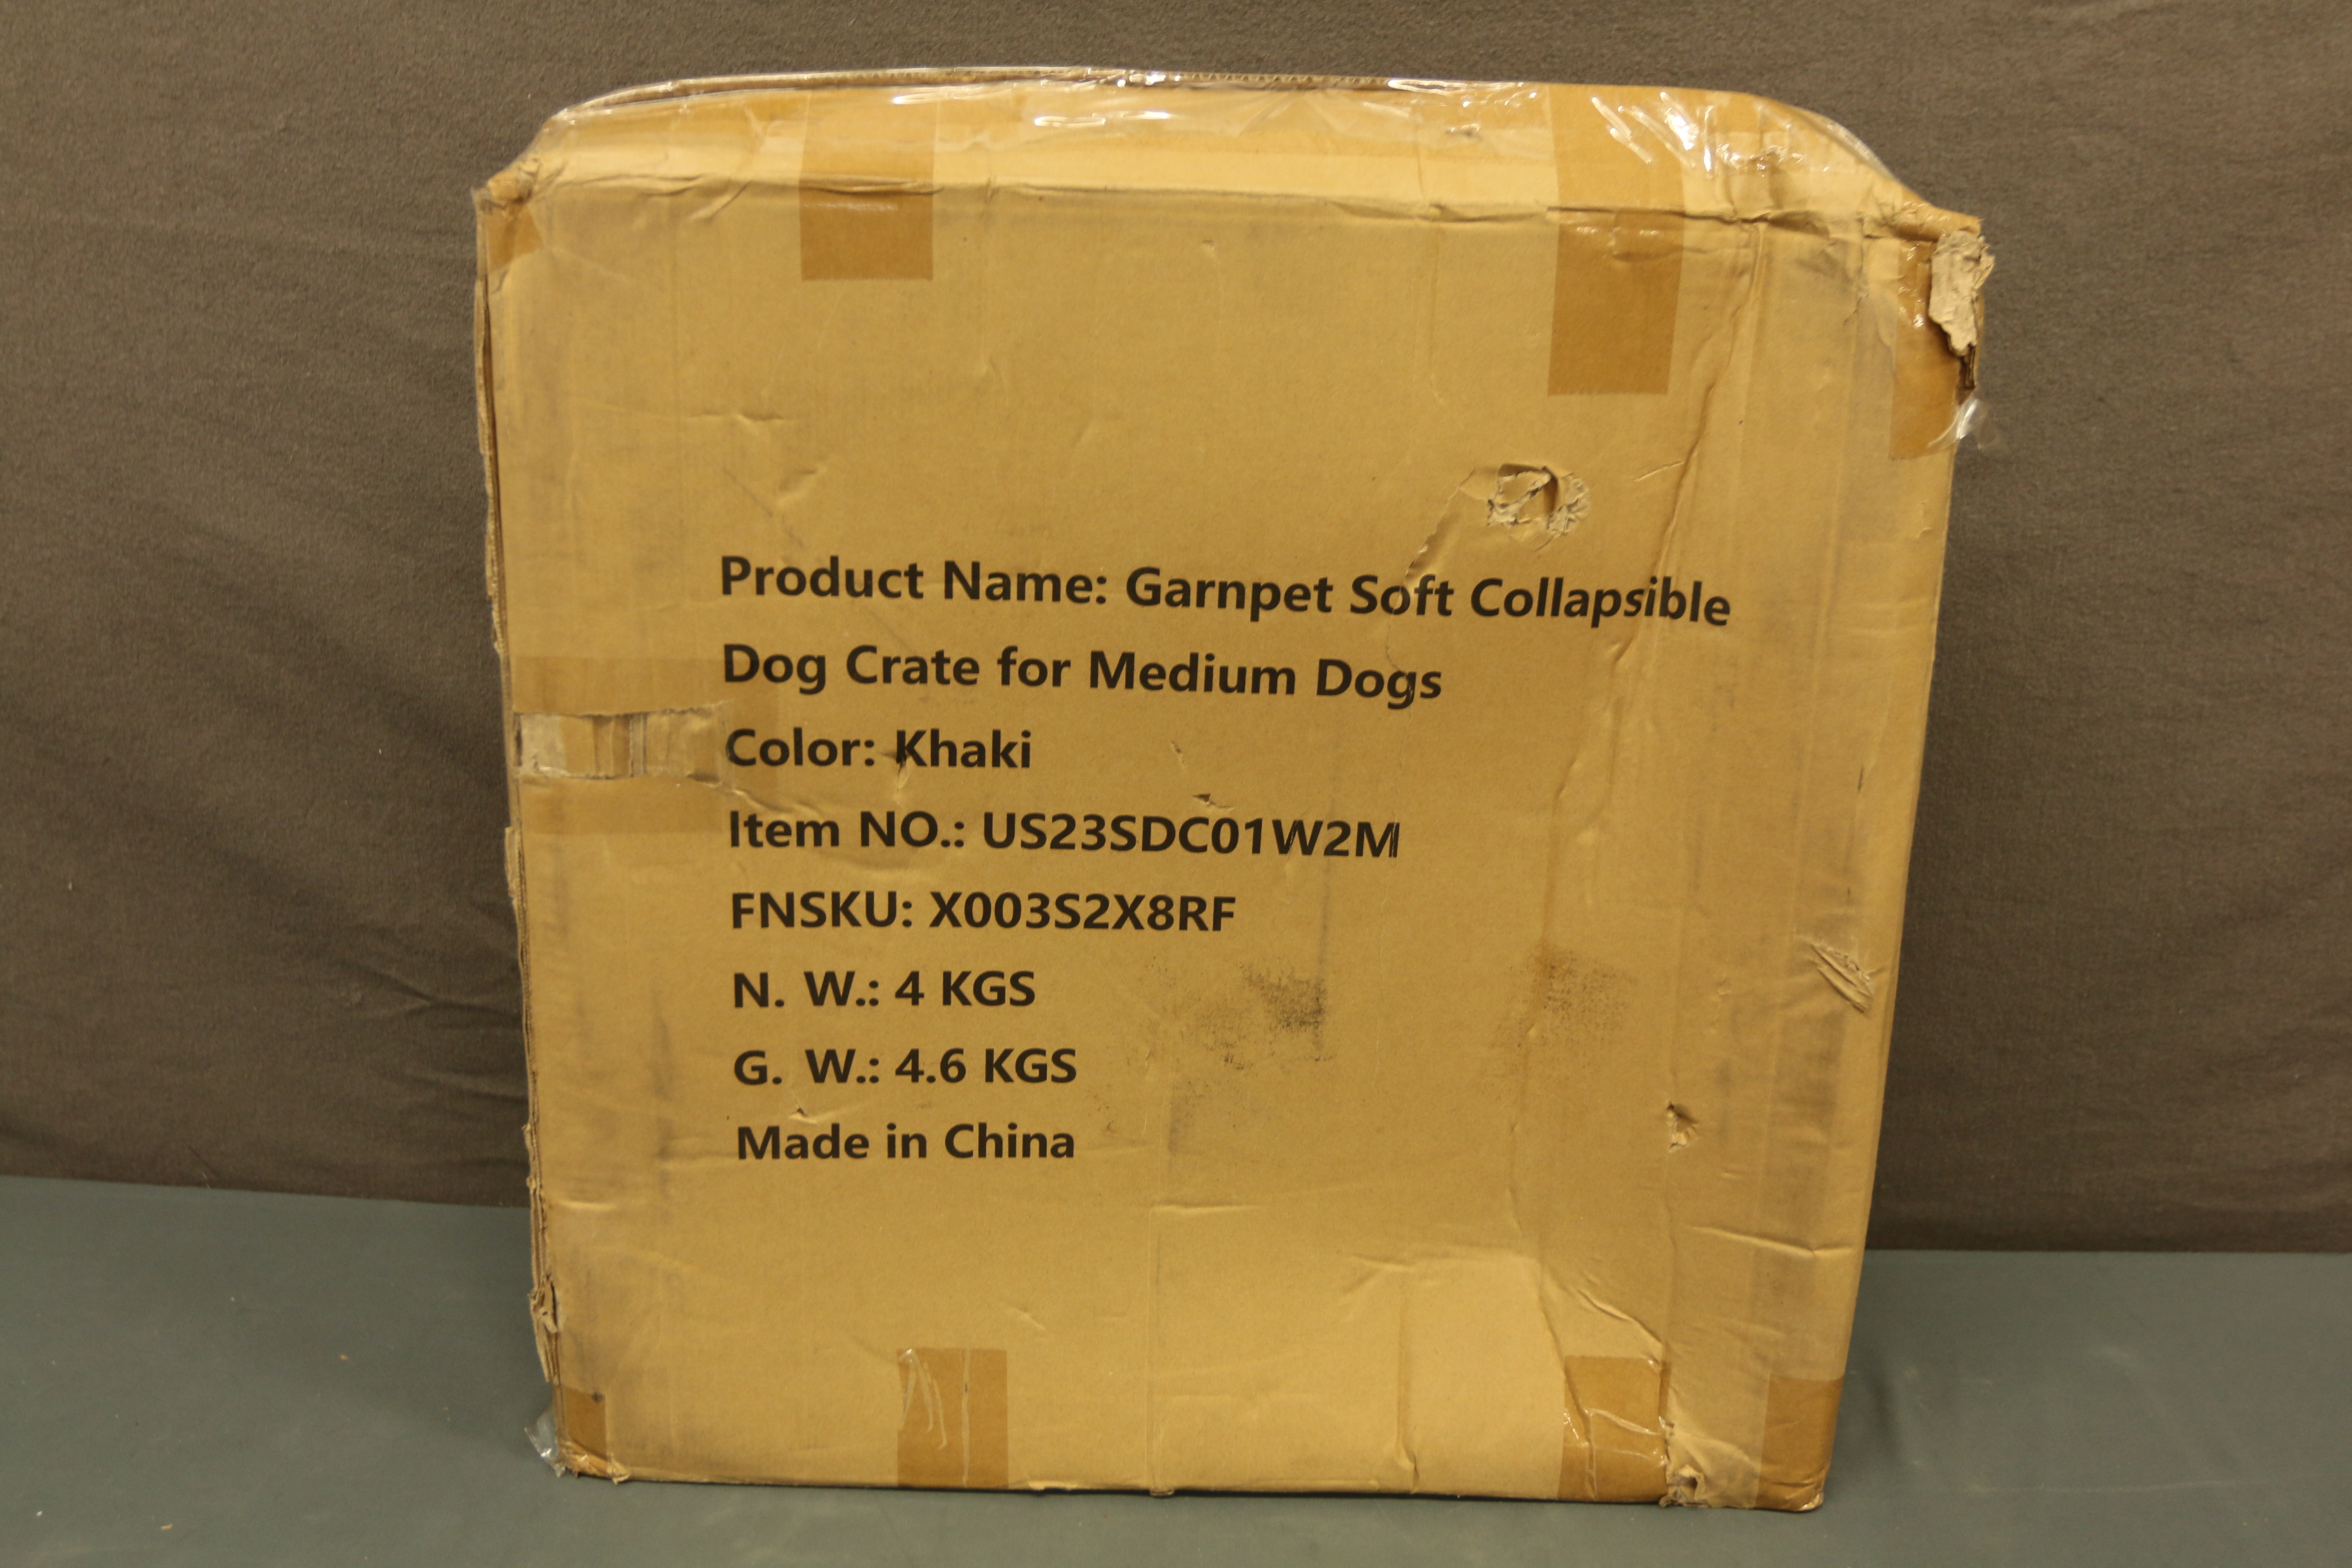 Product Name: Garnpet Soft Collapsible
Dog Crate for Medium Dogs
Color: Khaki
Item NO.: US23SDC01W2M
FNSKU: X003S2X8RF
N. W.: 4 KGS
G. W.: 4.6 KGS
Made in China